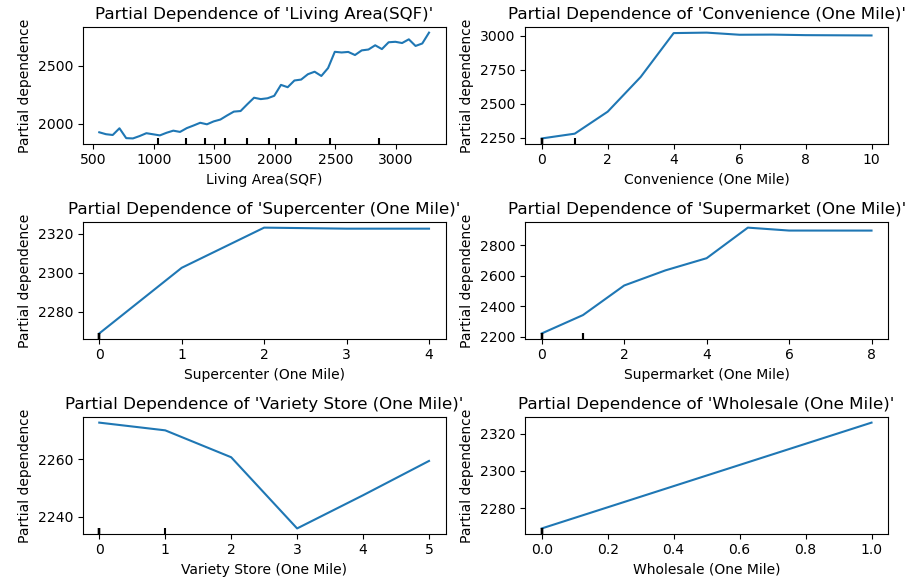 Partial Dependence of 'Living Area(SQF)'
Partial dependence
2500
2000
500 1000 1500 2000 2500 3000
Living Area(SQF)
Partial Dependence of 'Convenience (One Mile)'
Partial dependence
3000
2750
2500
2250
0 2 4 6 8 10
Convenience (One Mile)
Partial Dependence of 'Supercenter (One Mile)'
Partial dependence
2320
2300
2280
0 1 2 3 4
Supercenter (One Mile)
Partial Dependence of 'Supermarket (One Mile)'
Partial dependence
2800
2600
2400
2200
0 2 4 6 8
Supermarket (One Mile)
Partial Dependence of 'Variety Store (One Mile)'
Partial dependence
2260
2240
0 1 2 3 4 5
Variety Store (One Mile)
Partial Dependence of 'Wholesale (One Mile)'
Partial dependence
2320
2300
2280
0.0 0.2 0.4 0.6 0.8 1.0
Wholesale (One Mile)